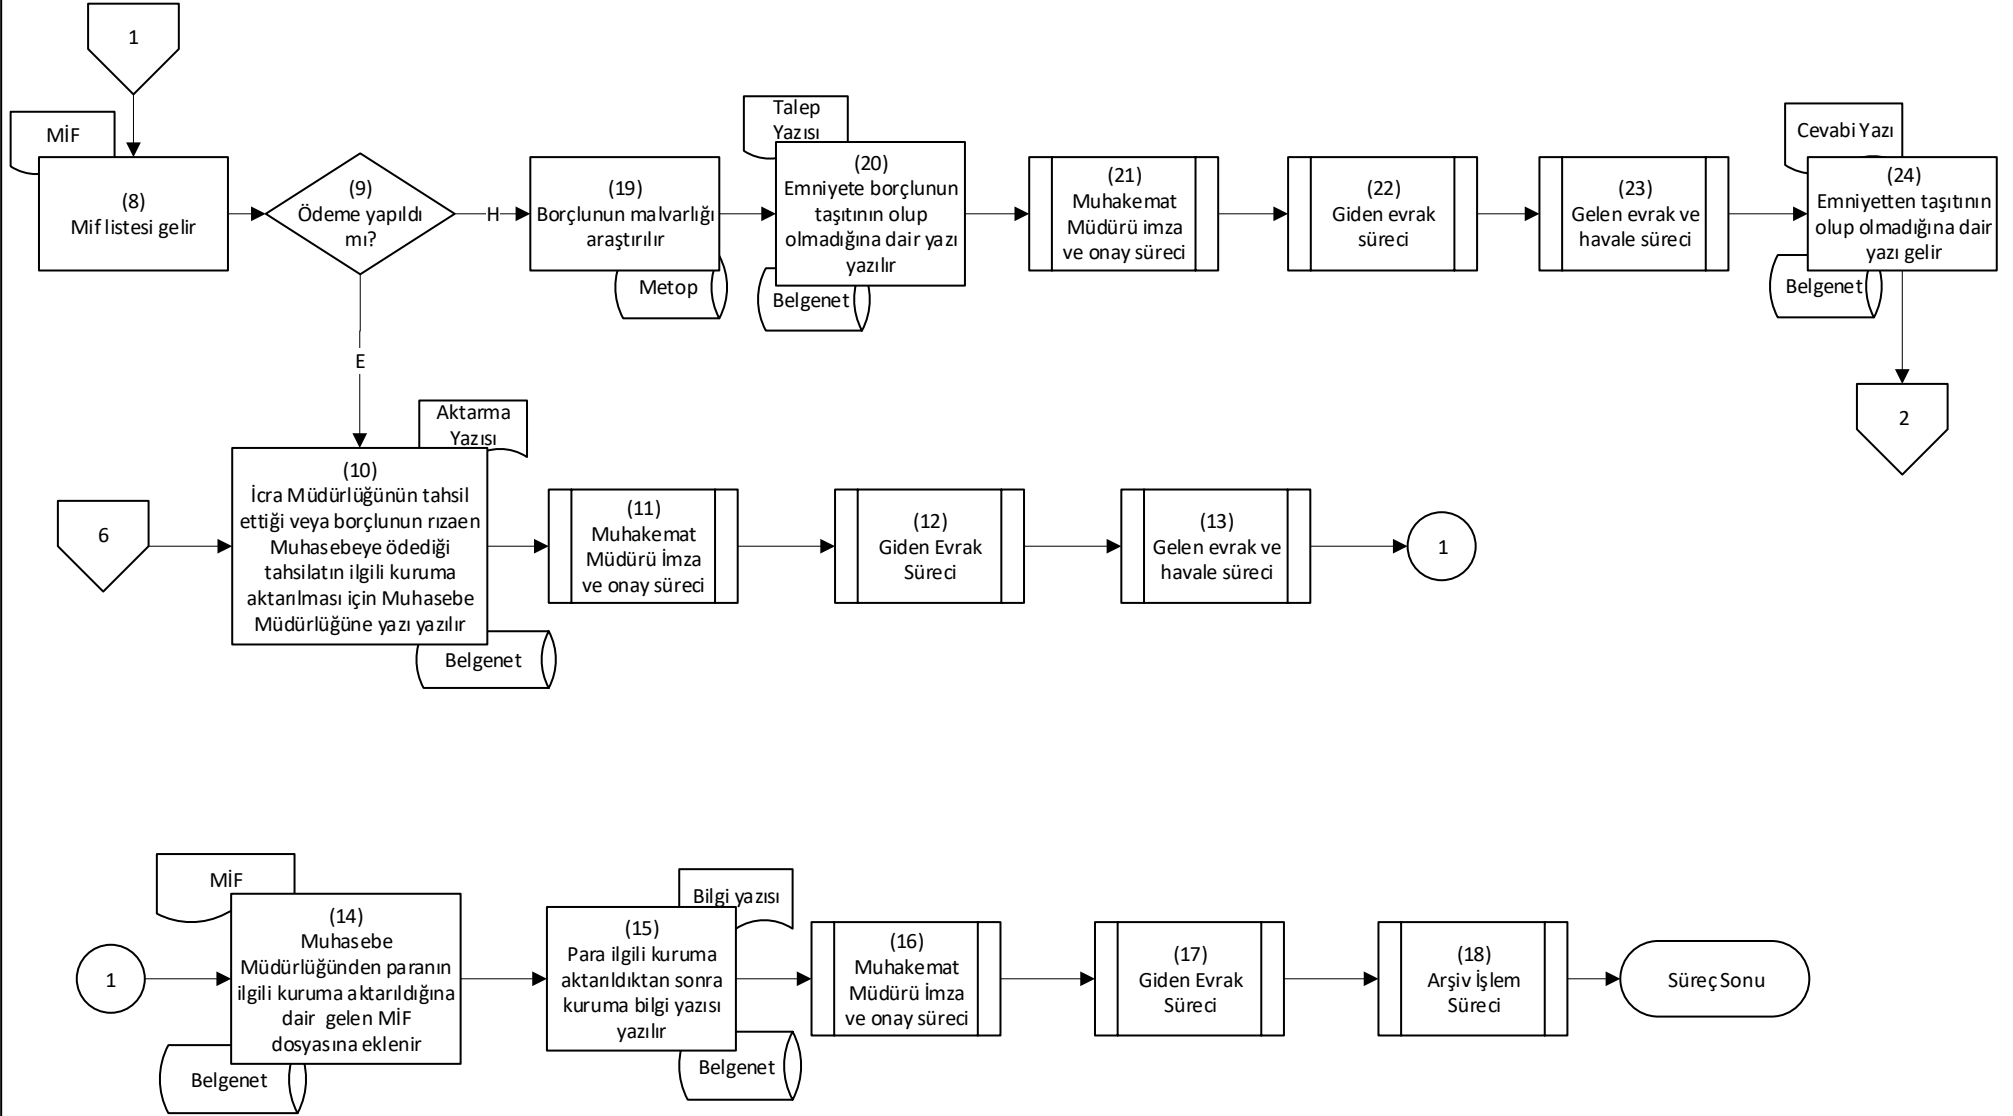 1
MİF
(8)
Mif listesi gelir
(9)
Ödeme yapıldı
mı?
H
E
(19)
Borçlunun malvarlığı
araştırılır
Metop
Talep
Yazısı
(20)
Emniyete borçlunun
taşıtının olup
olmadığına dair yazı
yazılır
Belgenet
(21)
Muhakemat
Müdürü imza
ve onay süreci
(22)
Giden evrak
süreci
(23)
Gelen evrak ve
havale süreci
Cevabi Yazı
(24)
Emniyetten taşıtının
olup olmadığına dair
yazı gelir
Belgenet
2
6
Aktarma
Yazısı
(10)
İcra Müdürlüğünün tahsil
ettiği veya borçlunun rızaen
Muhasebeye ödediği
tahsilatın ilgili kuruma
aktarılması için Muhasebe
Müdürlüğüne yazı yazılır
Belgenet
(11)
Muhakemat
Müdürü İmza
ve onay süreci
(12)
Giden Evrak
Süreci
(13)
Gelen evrak ve
havale süreci
1
1
MİF
(14)
Muhasebe
Müdürlüğünden paranın
ilgili kuruma aktarıldığına
dair gelen MİF
dosyasına eklenir
Belgenet
Bilgi yazısı
(15)
Para ilgili kuruma
aktarıldıktan sonra
kuruma bilgi yazısı
yazılır
Belgenet
(16)
Muhakemat
Müdürü İmza
ve onay süreci
(17)
Giden Evrak
Süreci
(18)
Arşiv İşlem
Süreci
Süreç Sonu